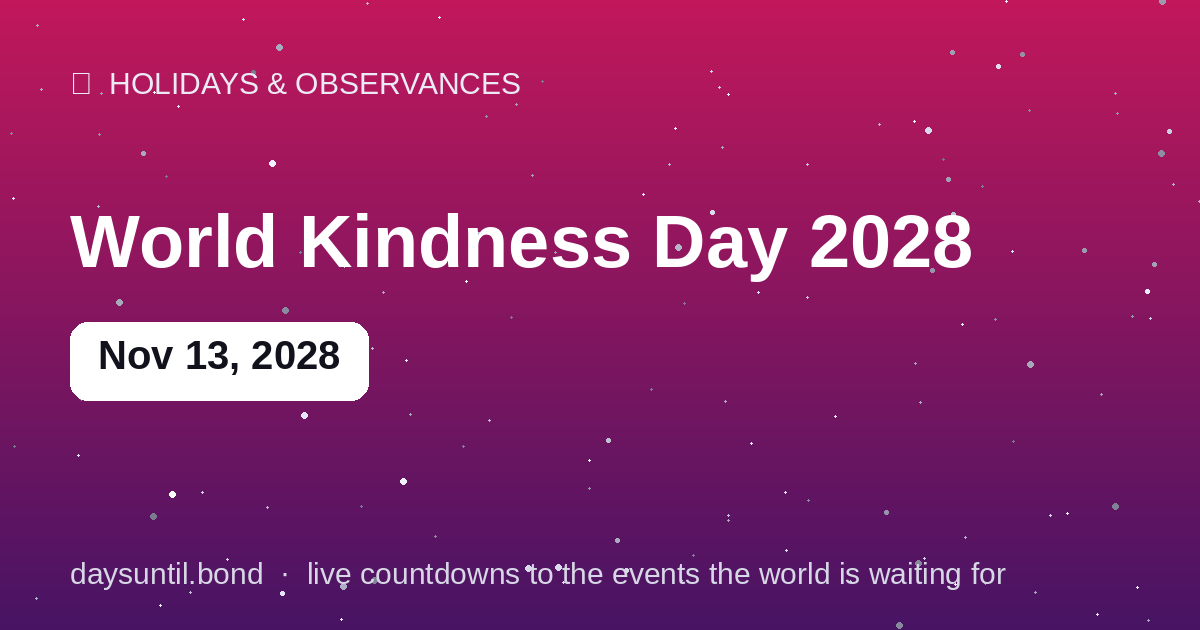 HOLIDAYS & OBSERVANCES
World Kindness Day 2028
Nov 13, 2028
daysuntil.bond · live countdowns to the events the world is waiting for